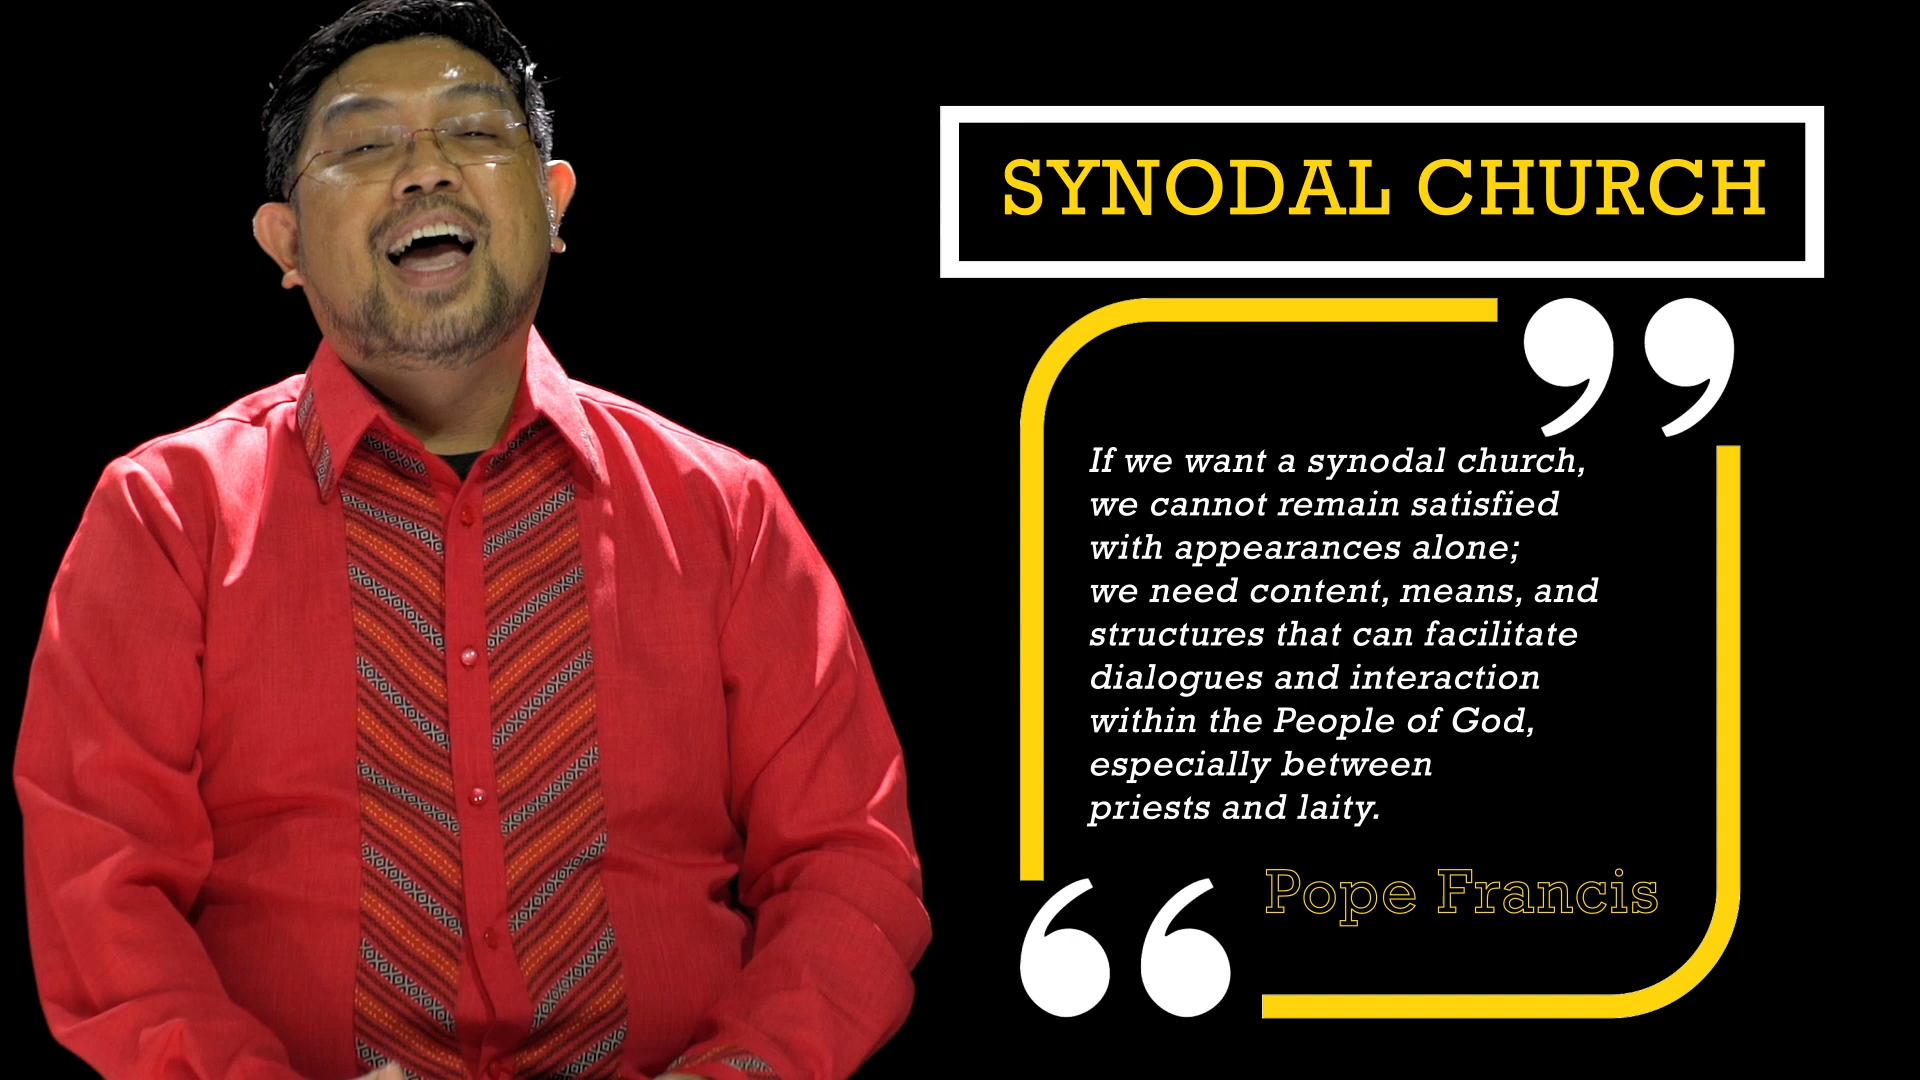 SYNODAL CHURCH
If we want a synodal church,
we cannot remain satisfied
with appearances alone;
we need content, means, and
structures that can facilitate
dialogues and interaction
within the People of God,
especially between
priests and laity.
Pope Francis